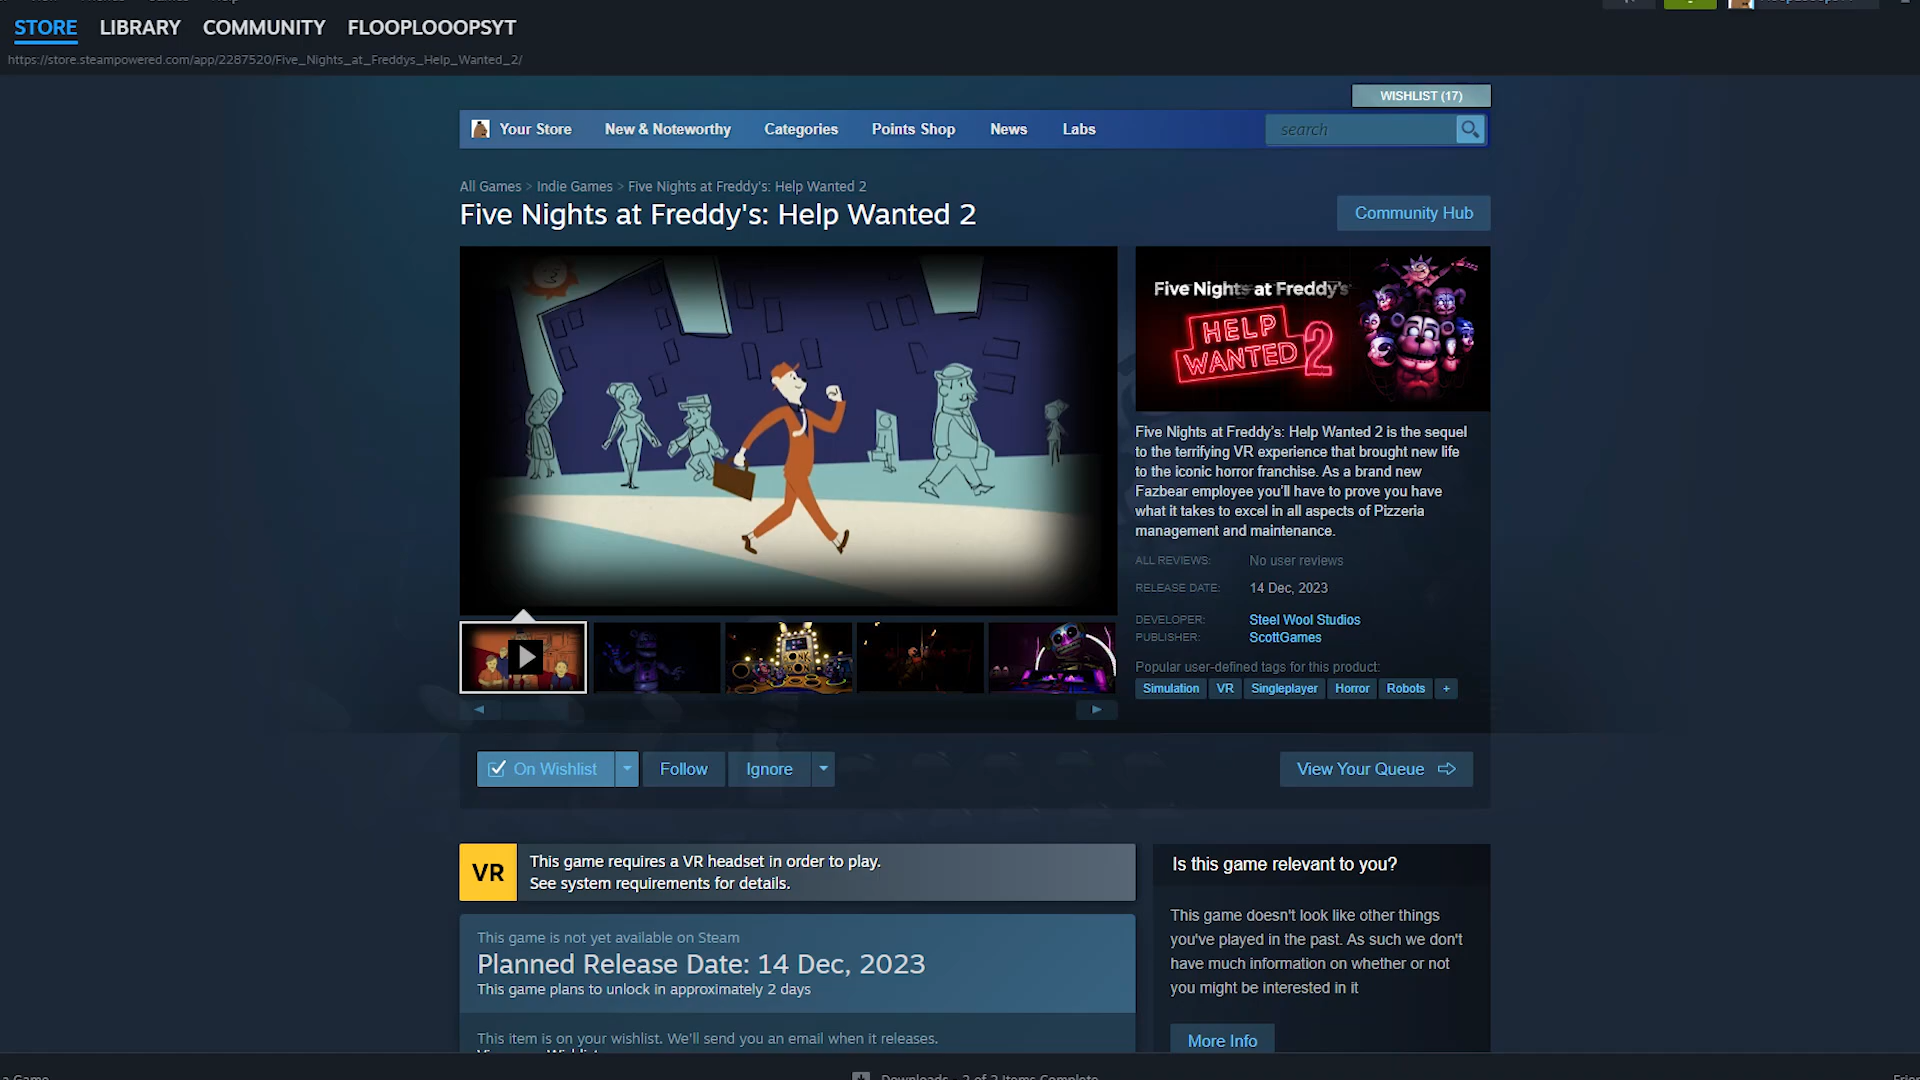 STORE LIBRARY COMMUNITY FLOOPLOOOPSYT
https://store.steampowered.com/app/2287520/Five_Nights_at_Freddys_Help_Wanted_2/
WISHLIST (17)
Your Store New & Noteworthy Categories Points Shop News Labs search
All Games > Indie Games > Five Nights at Freddy's: Help Wanted 2
Five Nights at Freddy's: Help Wanted 2
Community Hub
Five Nights at Freddy's
HELP
WANTED 2
Five Nights at Freddy's: Help Wanted 2 is the sequel
to the terrifying VR experience that brought new life
to the iconic horror franchise. As a brand new
Fazbear employee you'll have to prove you have
what it takes to excel in all aspects of Pizzeria
management and maintenance.
ALL REVIEWS: No user reviews
RELEASE DATE: 14 Dec, 2023
DEVELOPER: Steel Wool Studios
PUBLISHER: ScottGames
Popular user-defined tags for this product:
Simulation VR Singleplayer Horror Robots +
On Wishlist Follow Ignore View Your Queue
VR
This game requires a VR headset in order to play.
See system requirements for details.
This game is not yet available on Steam
Planned Release Date: 14 Dec, 2023
This game plans to unlock in approximately 2 days
This item is on your wishlist. We'll send you an email when it releases.
Is this game relevant to you?
This game doesn't look like other things
you've played in the past. As such we don't
have much information on whether or not
you might be interested in it
More Info
a Game
Downloads - 2 of 2 Items Complete